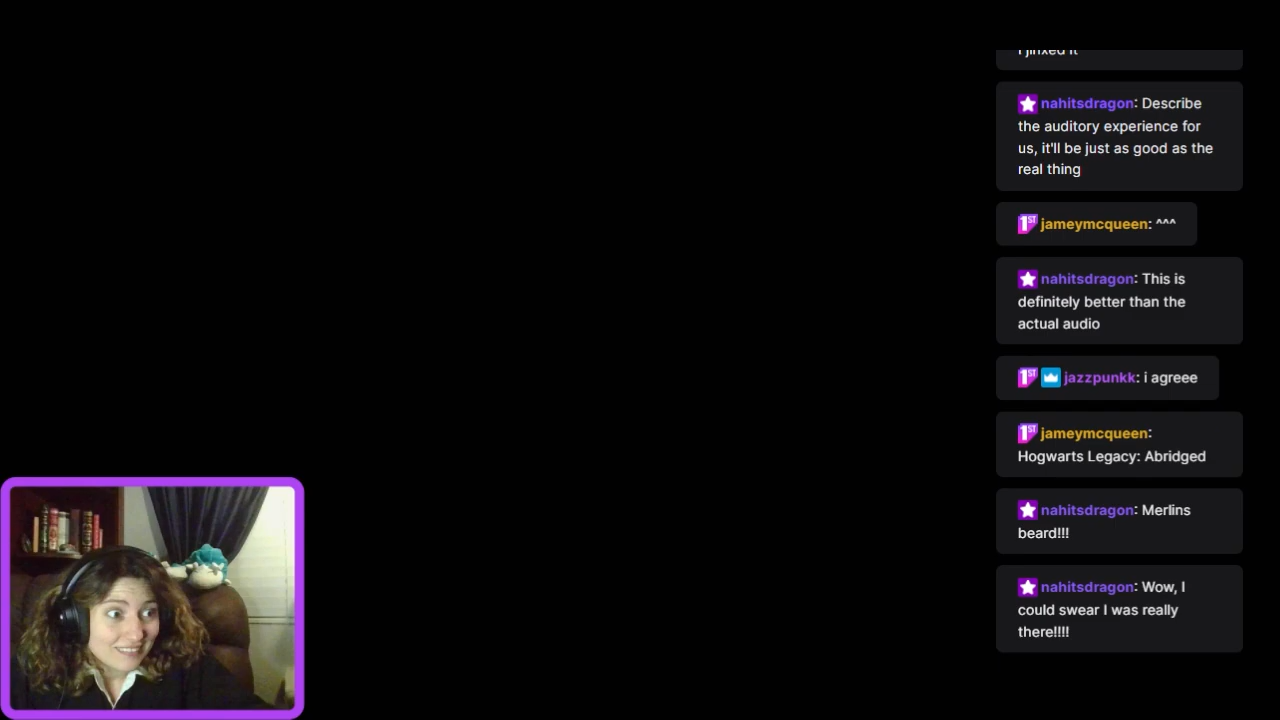 I jinxed it
nahitsdragon: Describe
the auditory experience for
us, it'll be just as good as the
real thing
jameymcqueen: ^^^
nahitsdragon: This is
definitely better than the
actual audio
jazzpunkk: i agreee
jameymcqueen:
Hogwarts Legacy: Abridged
nahitsdragon: Merlins
beard!!!
nahitsdragon: Wow, I
could swear I was really
there!!!!